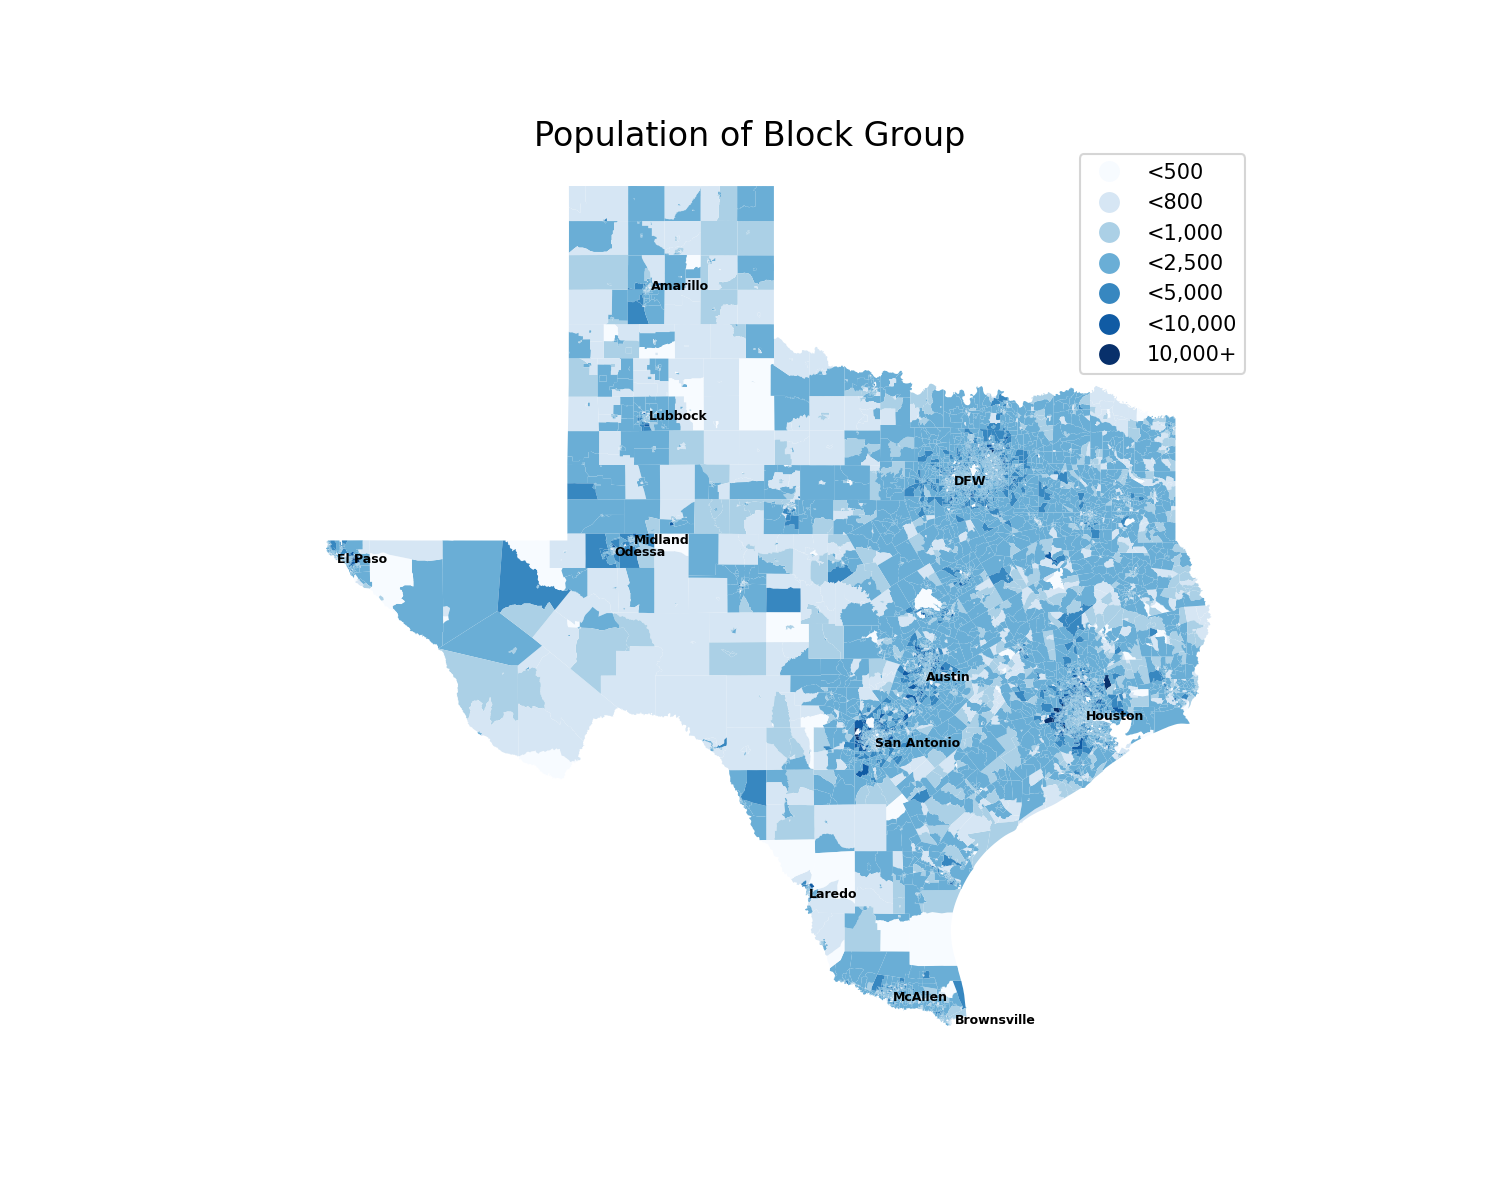 Population of Block Group
<500
<800
<1,000
<2,500
<5,000
<10,000
10,000+
Amarillo
Lubbock
DFW
Midland
Odessa
El Paso
Austin
Houston
San Antonio
Laredo
McAllen
Brownsville